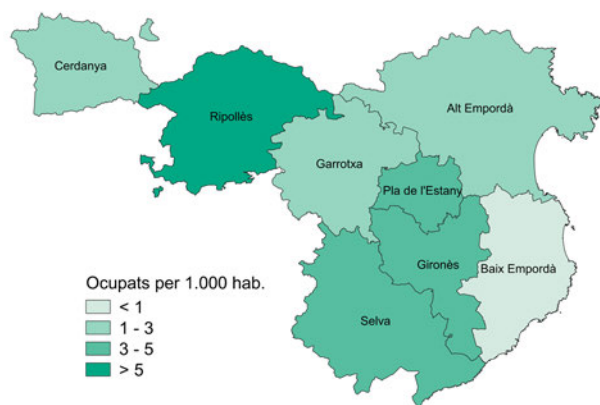 Cerdanya
Ripollès
Alt Empordà
Garrotxa
Pla de l'Estany
Gironès
Baix Empordà
Selva
Ocupats per 1.000 hab.
< 1
1 - 3
3 - 5
> 5